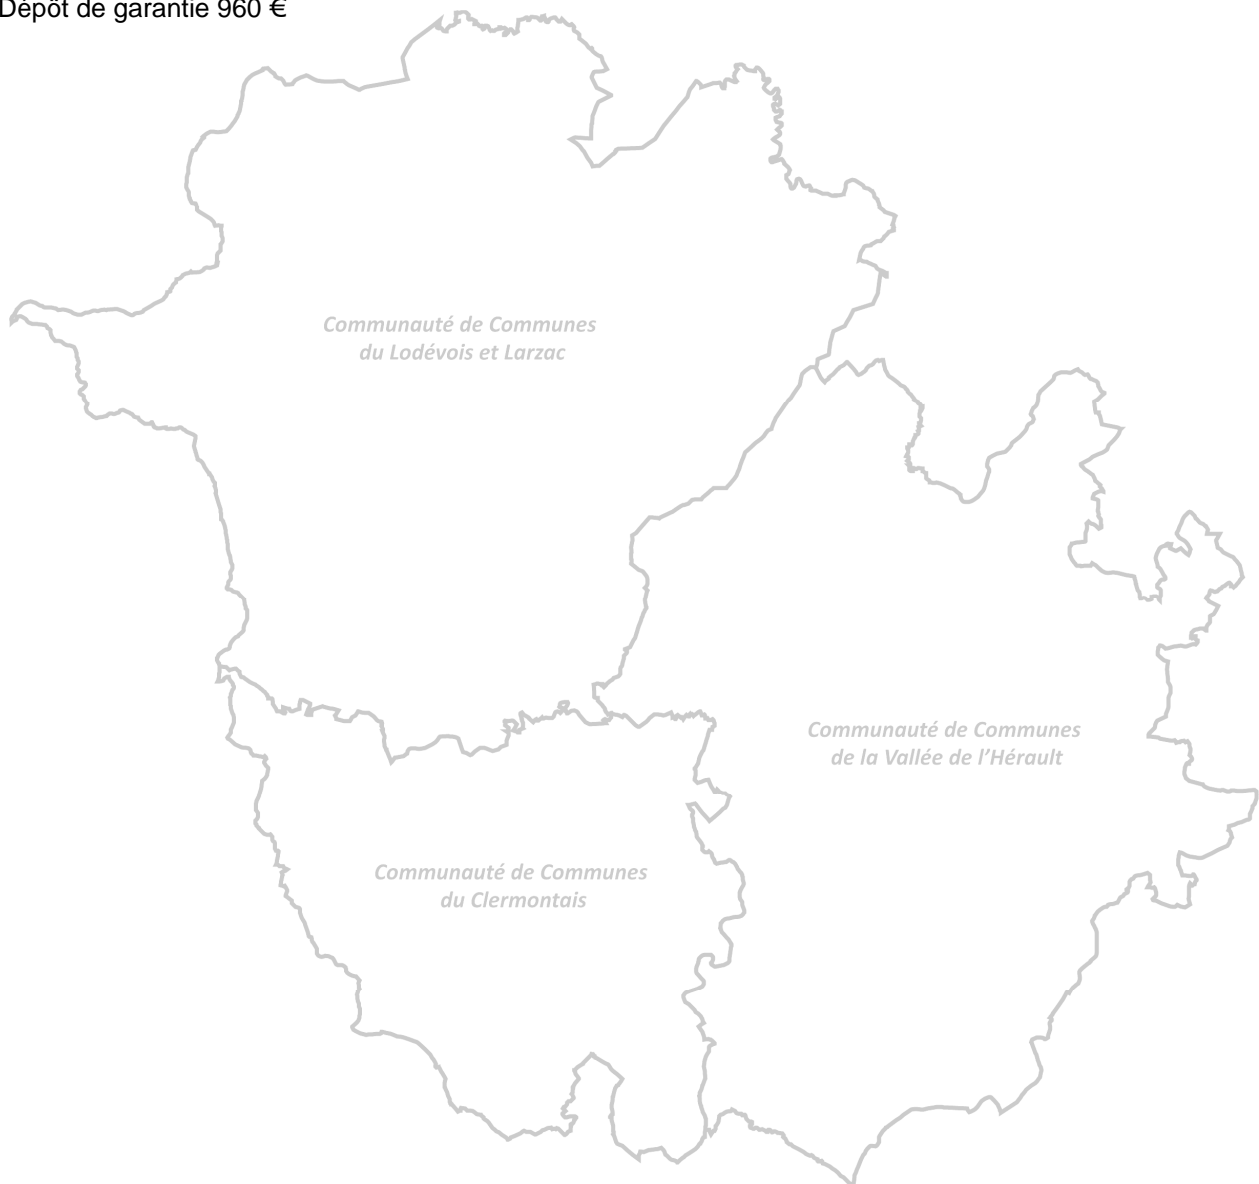 Dépôt de garantie 960 €
Communauté de Communes
du Lodévois et Larzac
Communauté de Communes
de la Vallée de l'Hérault
Communauté de Communes
du Clermontais